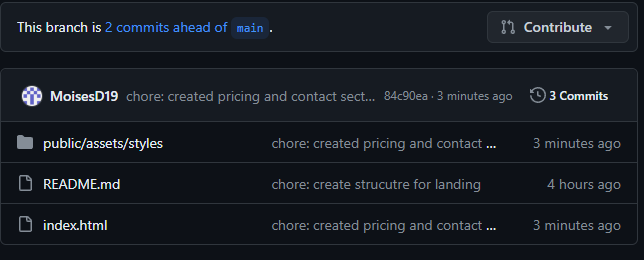 This branch is 2 commits ahead of main.
Contribute
MoisesD19 chore: created pricing and contact sect... 84c90ea · 3 minutes ago 3 Commits
public/assets/styles chore: created pricing and contact ... 3 minutes ago
README.md chore: create strucutre for landing 4 hours ago
index.html chore: created pricing and contact ... 3 minutes ago